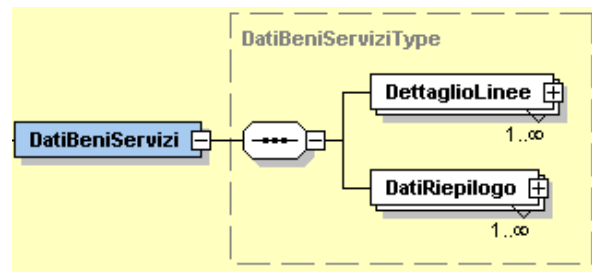 DatiBeniServiziType
DettaglioLinee
1..∞
DatiBeniServizi
DatiRiepilogo
1..∞